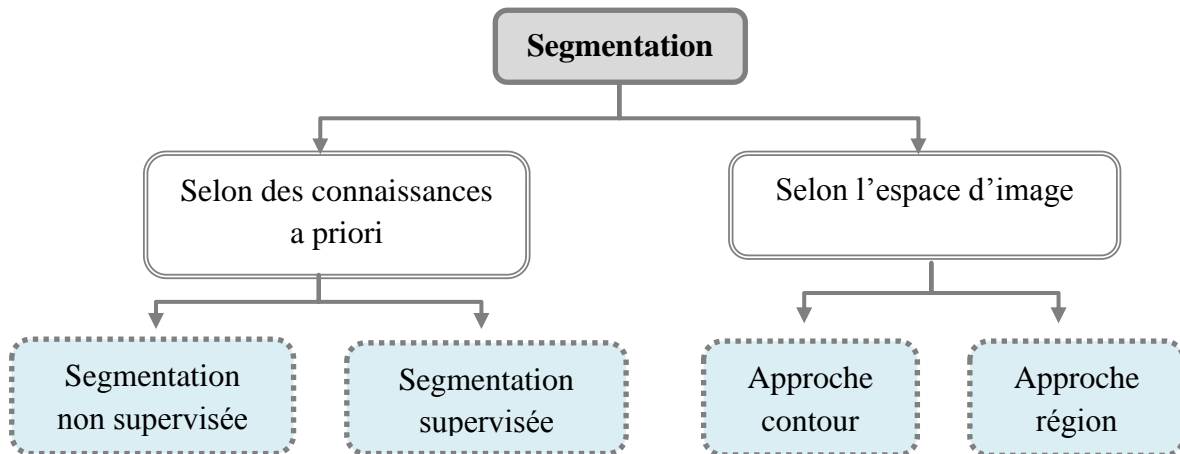 Segmentation
Selon des connaissances
a priori
Selon l’espace d’image
Segmentation
non supervisée
Segmentation
supervisée
Approche
contour
Approche
région